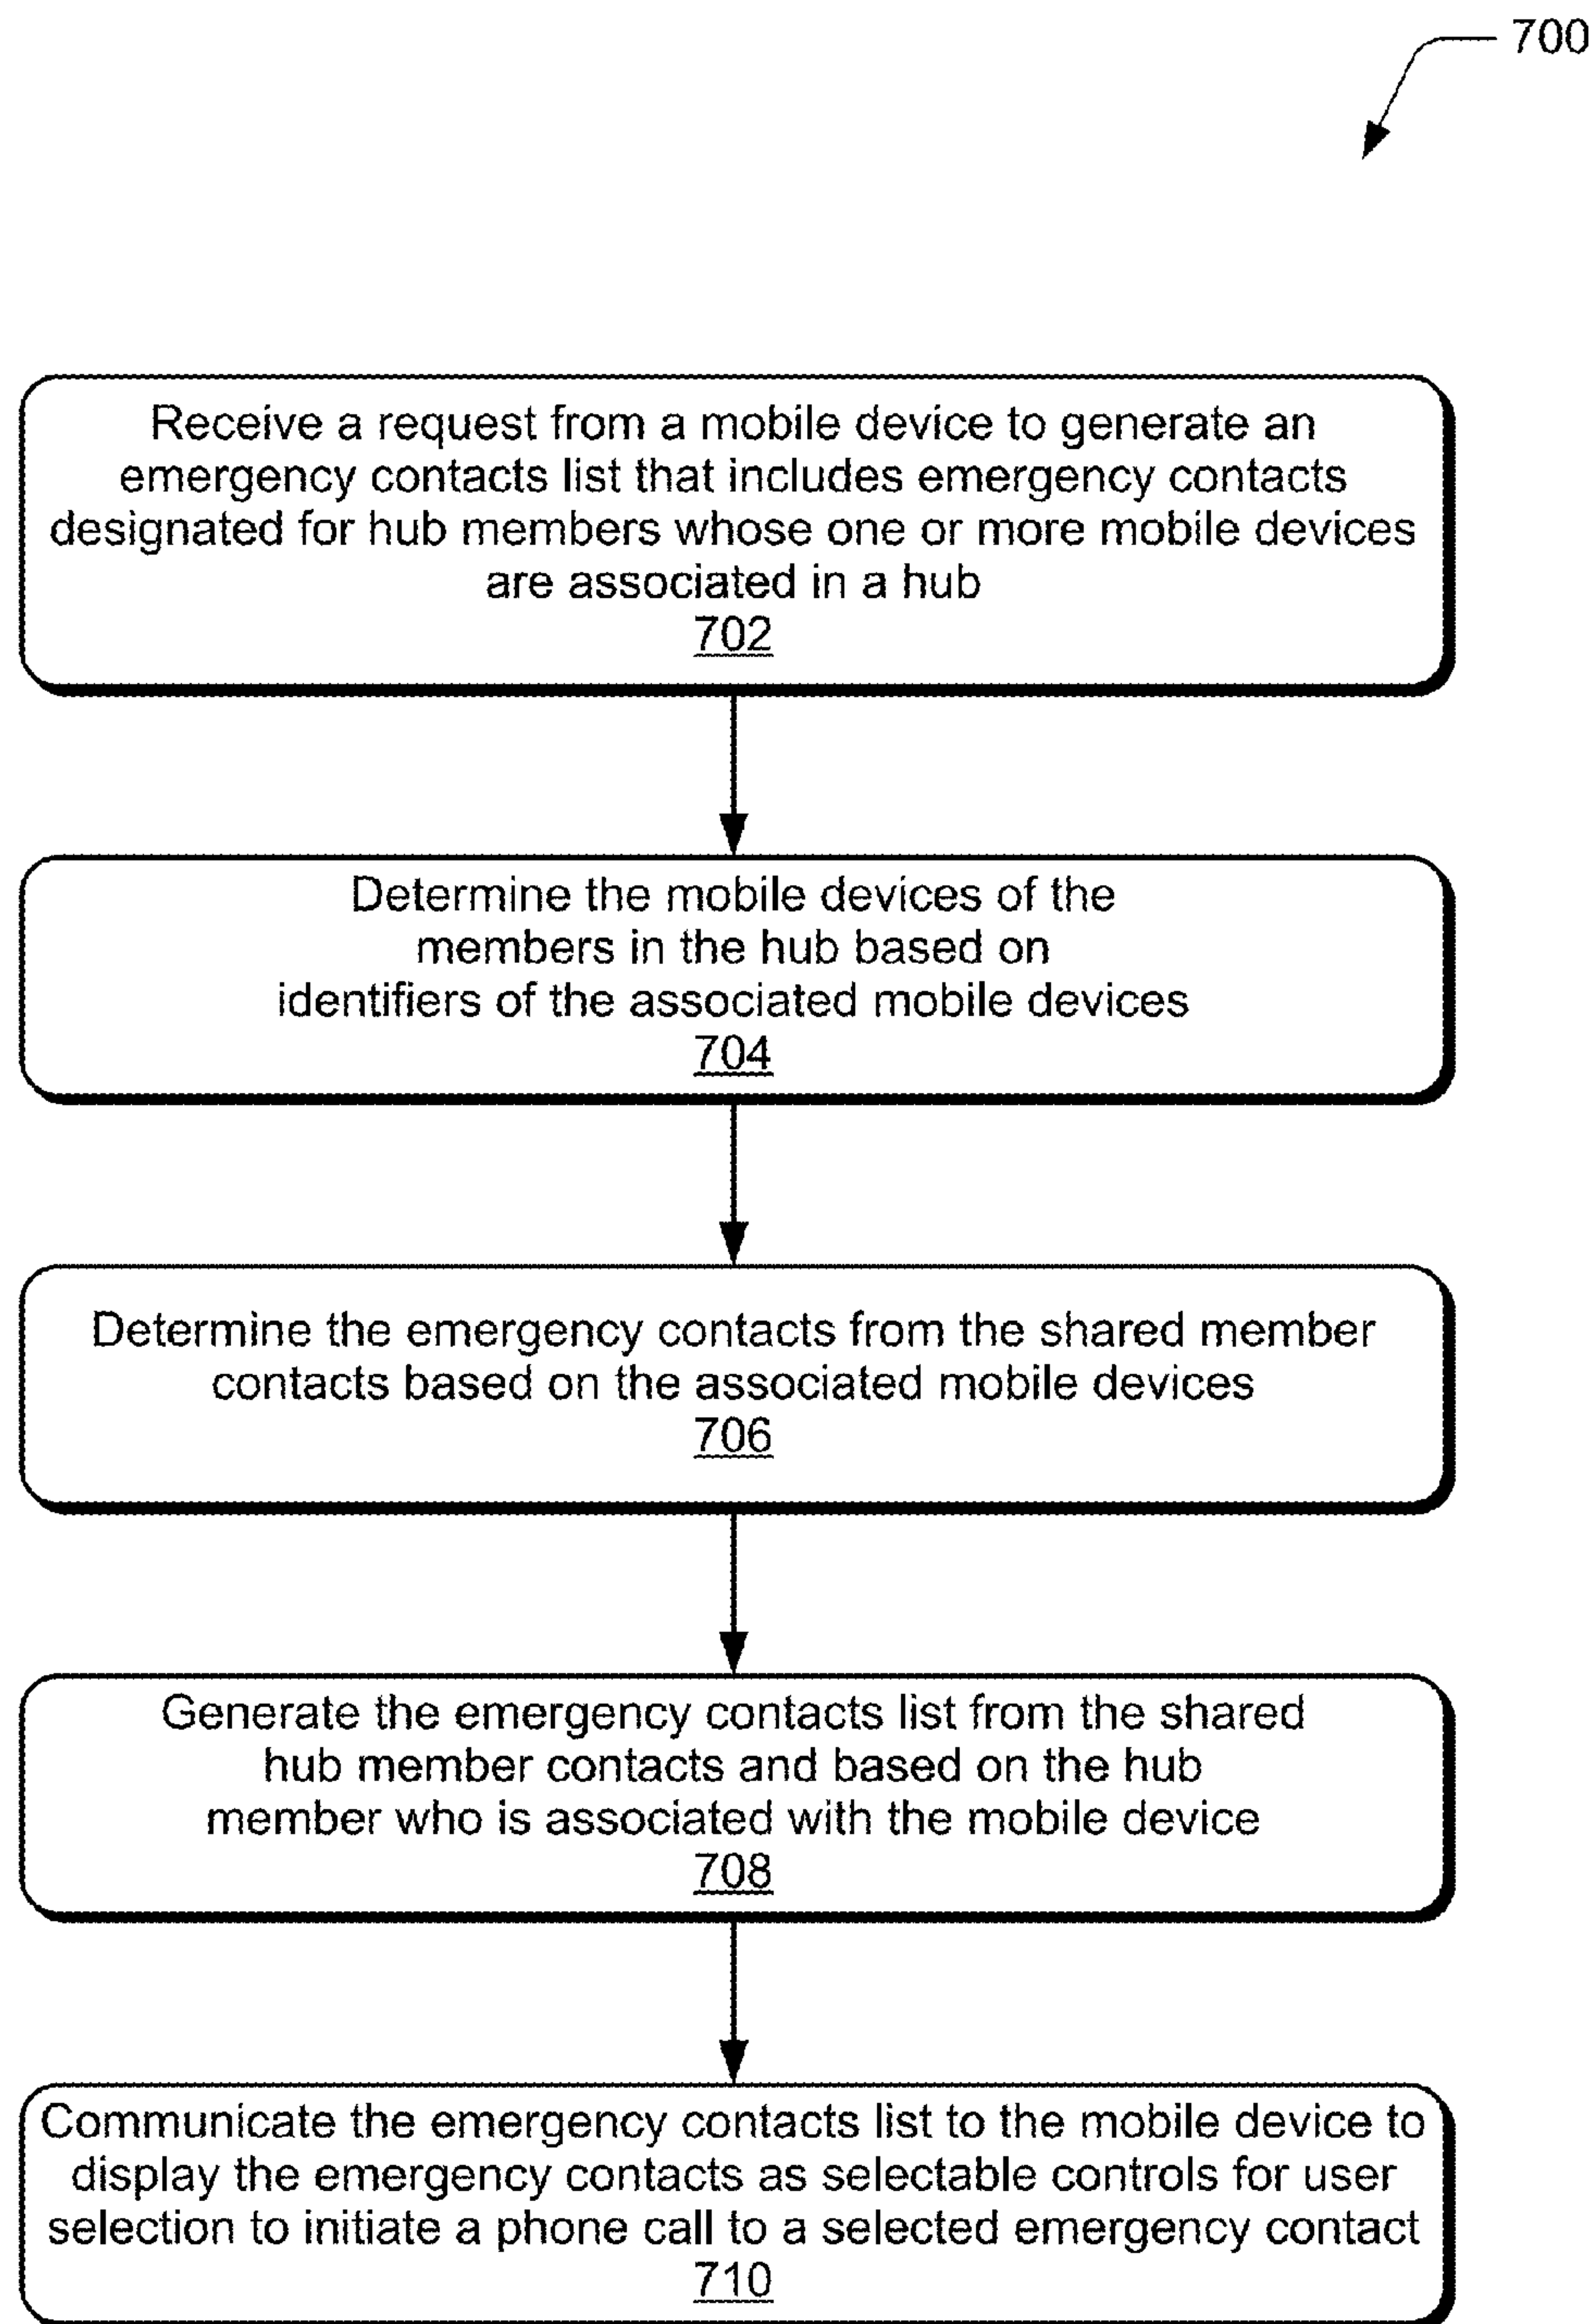 700
Receive a request from a mobile device to generate an
emergency contacts list that includes emergency contacts
designated for hub members whose one or more mobile devices
are associated in a hub
702
Determine the mobile devices of the
members in the hub based on
identifiers of the associated mobile devices
704
Determine the emergency contacts from the shared member
contacts based on the associated mobile devices
706
Generate the emergency contacts list from the shared
hub member contacts and based on the hub
member who is associated with the mobile device
708
Communicate the emergency contacts list to the mobile device to
display the emergency contacts as selectable controls for user
selection to initiate a phone call to a selected emergency contact
710